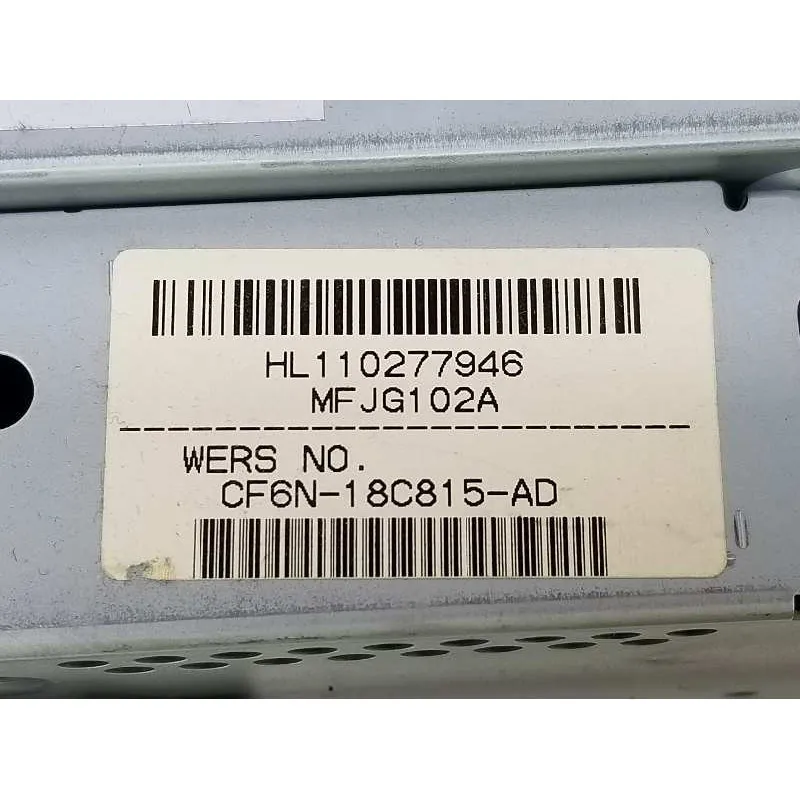 HL110277946
MFJG102A
WERS NO.
CF6N-18C815-AD